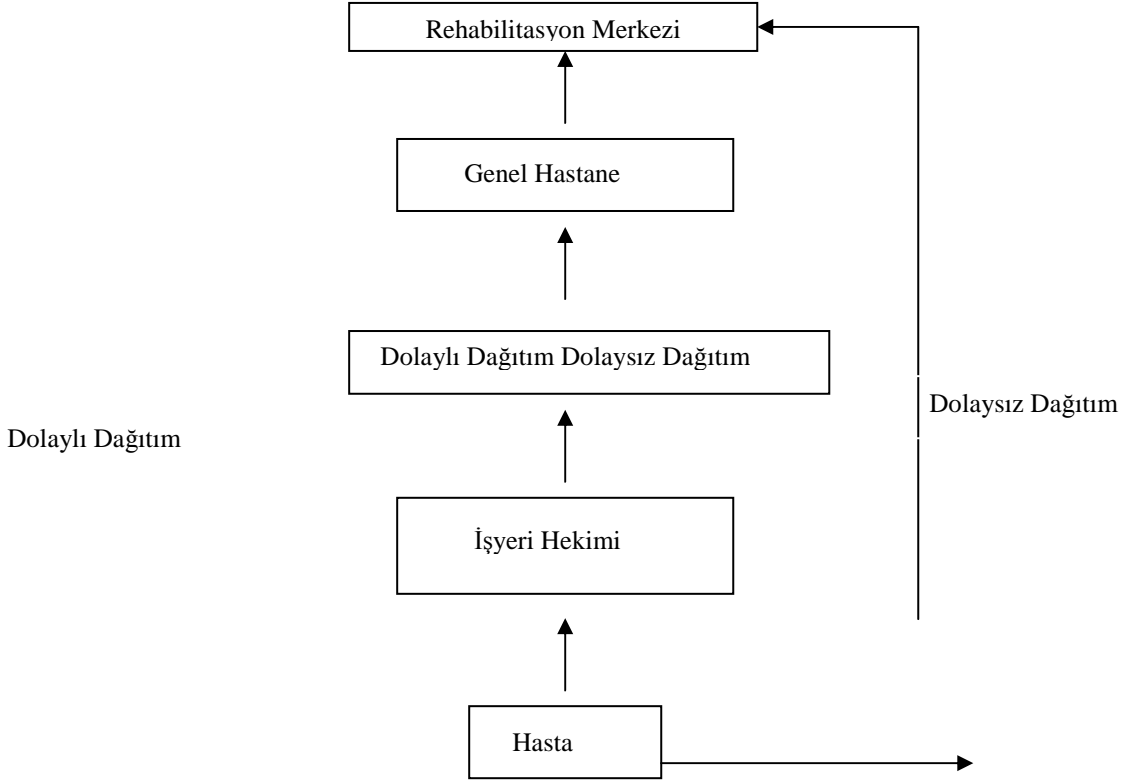 Rehabilitasyon Merkezi
Genel Hastane
Dolaylı Dağıtım Dolaysız Dağıtım
Dolaysız Dağıtım
Dolaylı Dağıtım
İşyeri Hekimi
Hasta